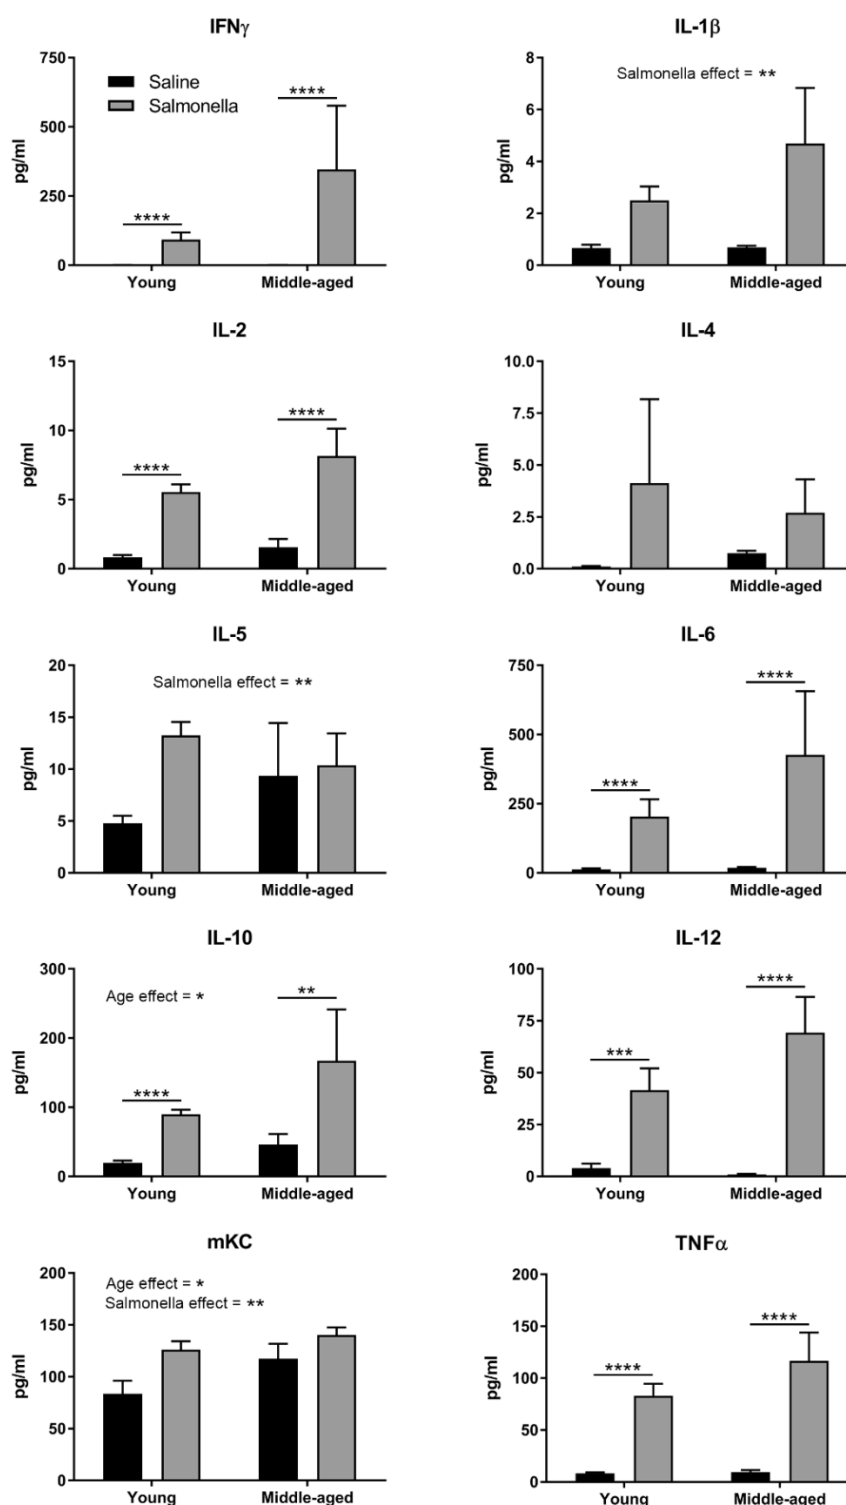 IFNγ
750
500
250
0
pg/ml
Saline
Salmonella
****
****
Young
Middle-aged
IL-1β
8
6
4
2
0
pg/ml
Salmonella effect = **
Young
Middle-aged
IL-2
15
10
5
0
pg/ml
****
****
Young
Middle-aged
IL-4
10.0
7.5
5.0
2.5
0.0
pg/ml
Young
Middle-aged
IL-5
20
15
10
5
0
pg/ml
Salmonella effect = **
Young
Middle-aged
IL-6
750
500
250
0
pg/ml
****
****
Young
Middle-aged
IL-10
300
200
100
0
pg/ml
Age effect = *
****
**
Young
Middle-aged
IL-12
100
75
50
25
0
pg/ml
***
****
Young
Middle-aged
mKC
200
150
100
50
0
pg/ml
Age effect = *
Salmonella effect = **
Young
Middle-aged
TNFα
200
150
100
50
0
pg/ml
****
****
Young
Middle-aged